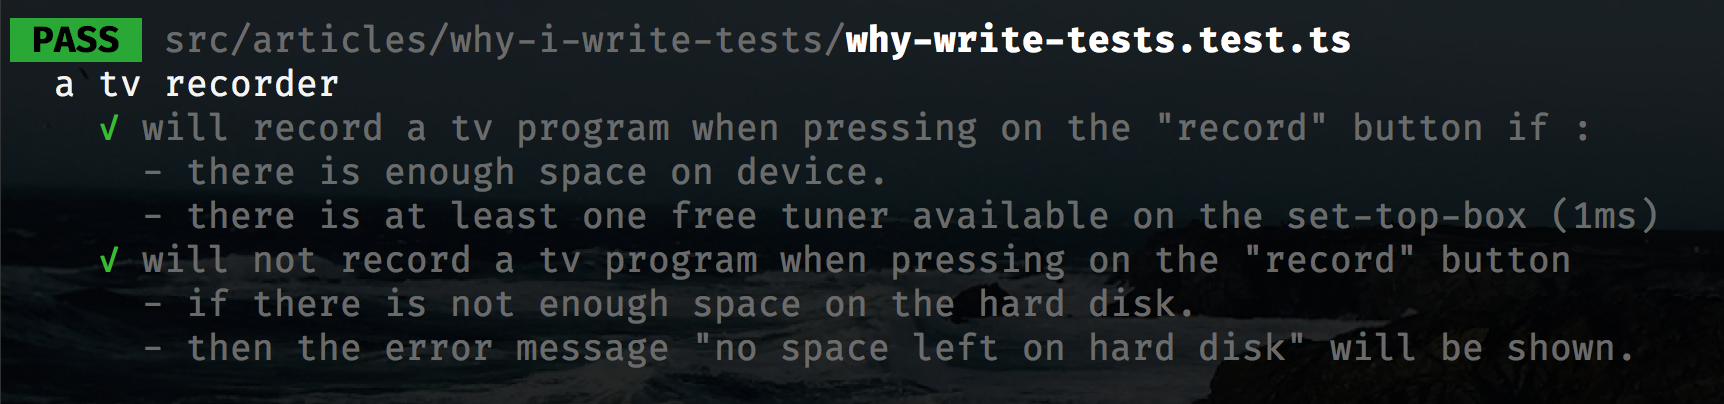 PASS src/articles/why-i-write-tests/why-write-tests.test.ts
a tv recorder
√ will record a tv program when pressing on the "record" button if :
- there is enough space on device.
- there is at least one free tuner available on the set-top-box (1ms)
√ will not record a tv program when pressing on the "record" button
- if there is not enough space on the hard disk.
- then the error message "no space left on hard disk" will be shown.